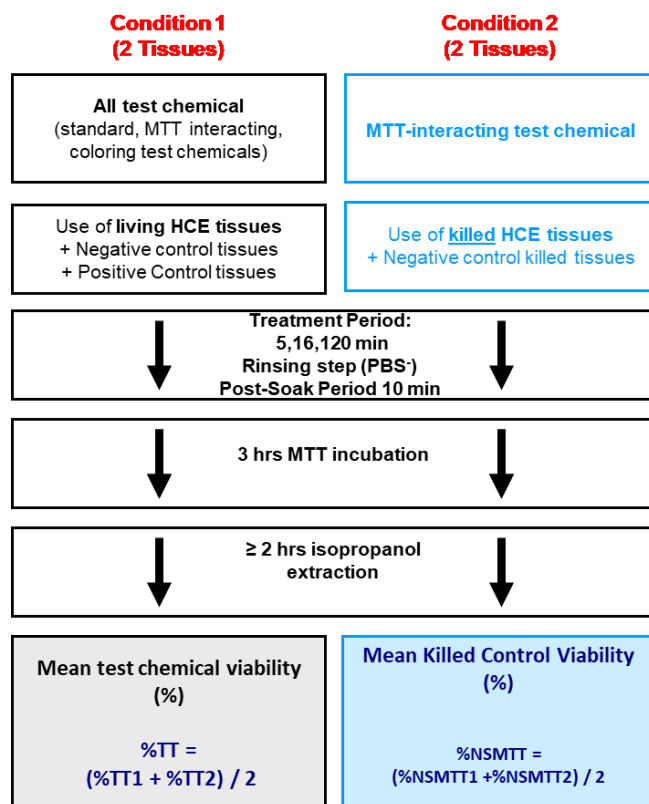 Condition 1
(2 Tissues)
Condition 2
(2 Tissues)
All test chemical
(standard, MTT interacting,
coloring test chemicals)
MTT-interacting test chemical
Use of living HCE tissues
+ Negative control tissues
+ Positive Control tissues
Use of killed HCE tissues
+ Negative control killed tissues
Treatment Period:
5,16,120 min
Rinsing step (PBS-)
Post-Soak Period 10 min
3 hrs MTT incubation
≥ 2 hrs isopropanol
extraction
Mean test chemical viability
(%)
%TT =
(%TT1 + %TT2) / 2
Mean Killed Control Viability
(%)
%NSMTT =
(%NSMTT1 +%NSMTT2) / 2